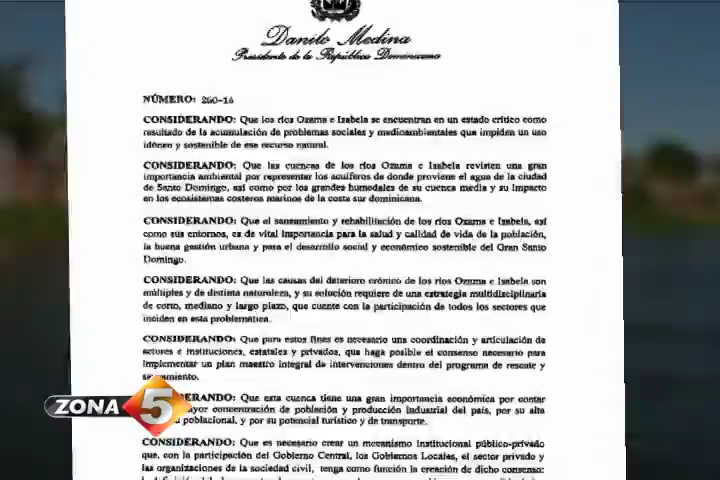 Danilo Medina
Presidente de la República Dominicana
NÚMERO: 260-14
CONSIDERANDO: Que los ríos Ozama e Isabela se encuentran en un estado crítico como
resultado de la acumulación de problemas sociales y medioambientales que impiden un uso
idóneo y sostenible de ese recurso natural.
CONSIDERANDO: Que las cuencas de los ríos Ozama e Isabela revisten una gran
importancia ambiental por representar los acuíferos de donde proviene el agua de la ciudad
de Santo Domingo, así como por los grandes humedales de su cuenca media y su impacto
en los ecosistemas costeros marinos de la costa sur dominicana.
CONSIDERANDO: Que el saneamiento y rehabilitación de los ríos Ozama e Isabela, así
como sus entornos, es de vital importancia para la salud y calidad de vida de la población,
la buena gestión urbana y para el desarrollo social y económico sostenible del Gran Santo
Domingo.
CONSIDERANDO: Que las causas del deterioro crónico de los ríos Ozama e Isabela son
múltiples y de distinta naturaleza, y su solución requiere de una estrategia multidisciplinaria
de corto, mediano y largo plazo, que cuente con la participación de todos los sectores que
inciden en esta problemática.
CONSIDERANDO: Que para estos fines es necesario una coordinación y articulación de
actores e instituciones, estatales y privados, que haga posible el consenso necesario para
implementar un plan maestro integral de intervenciones dentro del programa de rescate y
ZONA 5
Que esta cuenca tiene una gran importancia económica por contar
concentración de población y producción industrial del país, por su alta
poblacional, y por su potencial turístico y de transporte.
CONSIDERANDO: Que es necesario crear un mecanismo institucional público-privado
que, con la participación del Gobierno Central, los Gobiernos Locales, el sector privado y
las organizaciones de la sociedad civil, tenga como función la creación de dicho consenso: